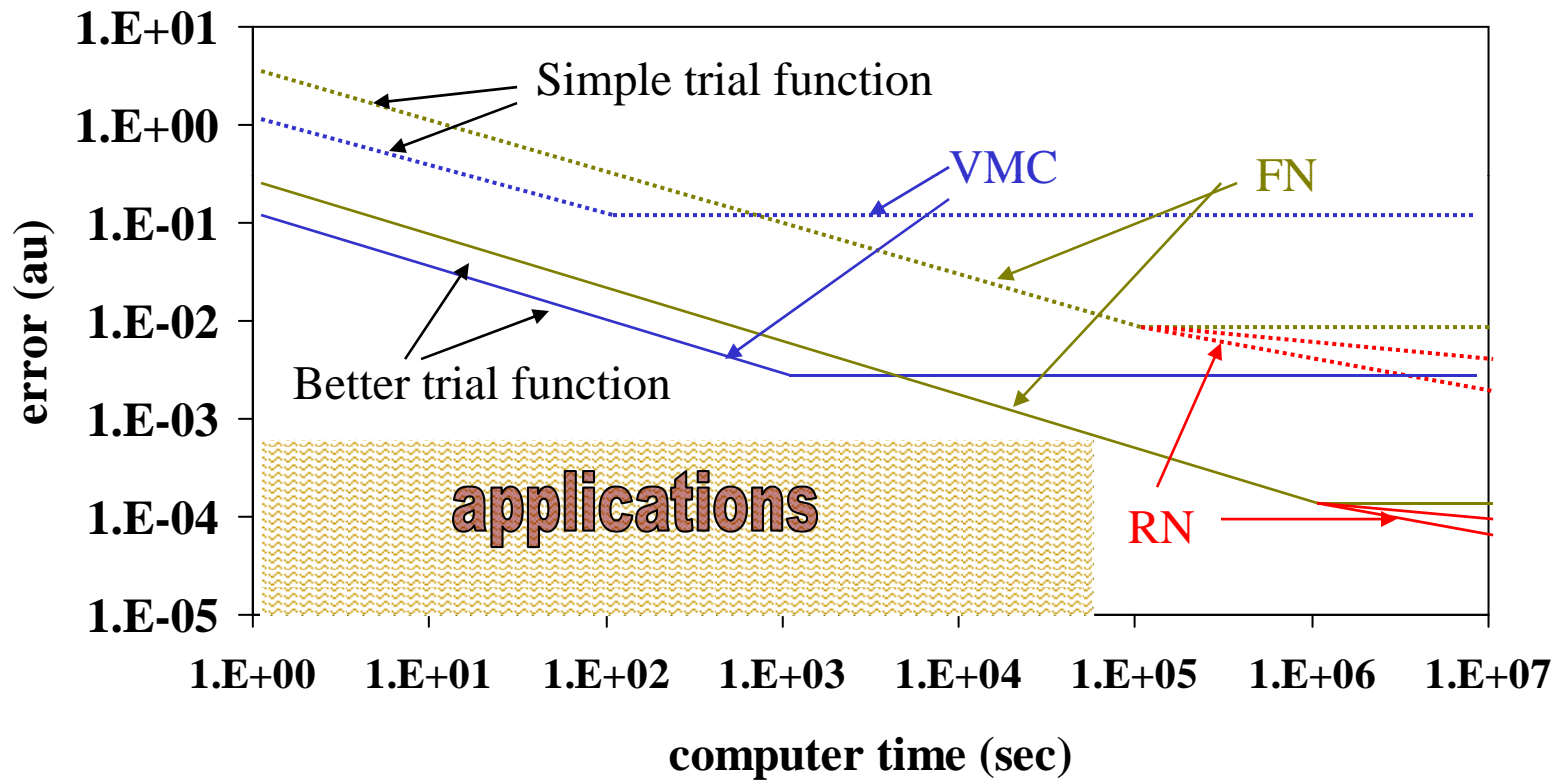 1.E+01
1.E+00
1.E-01
1.E-02
1.E-03
1.E-04
1.E-05
error (au)
Simple trial function
VMC
FN
Better trial function
applications
RN
1.E+00 1.E+01 1.E+02 1.E+03 1.E+04 1.E+05 1.E+06 1.E+07
computer time (sec)